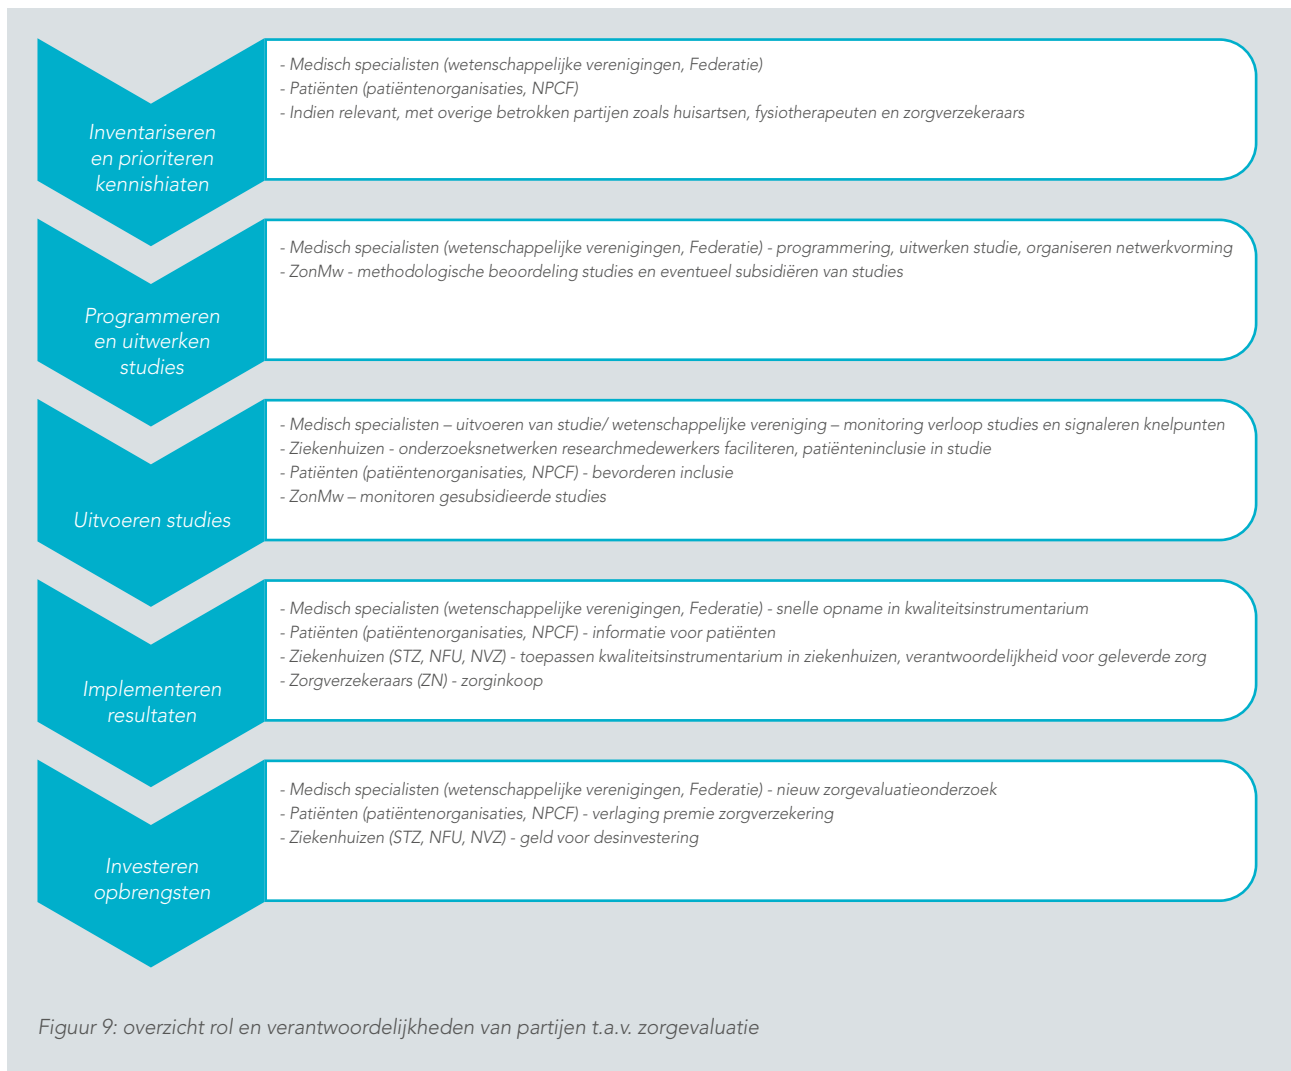 Inventariseren
en prioriteren
kennishiaten
- Medisch specialisten (wetenschappelijke verenigingen, Federatie)
- Patiënten (patiëntenorganisaties, NPCF)
- Indien relevant, met overige betrokken partijen zoals huisartsen, fysiotherapeuten en zorgverzekeraars
Programmeren
en uitwerken
studies
- Medisch specialisten (wetenschappelijke verenigingen, Federatie) - programmering, uitwerken studie, organiseren netwerkvorming
- ZonMw - methodologische beoordeling studies en eventueel subsidiëren van studies
Uitvoeren studies
- Medisch specialisten – uitvoeren van studie/ wetenschappelijke vereniging – monitoring verloop studies en signaleren knelpunten
- Ziekenhuizen - onderzoeksnetwerken researchmedewerkers faciliteren, patiënteninclusie in studie
- Patiënten (patiëntenorganisaties, NPCF) - bevorderen inclusie
- ZonMw – monitoren gesubsidieerde studies
Implementeren
resultaten
- Medisch specialisten (wetenschappelijke verenigingen, Federatie) - snelle opname in kwaliteitsinstrumentarium
- Patiënten (patiëntenorganisaties, NPCF) - informatie voor patiënten
- Ziekenhuizen (STZ, NFU, NVZ) - toepassen kwaliteitsinstrumentarium in ziekenhuizen, verantwoordelijkheid voor geleverde zorg
- Zorgverzekeraars (ZN) - zorginkoop
Investeren
opbrengsten
- Medisch specialisten (wetenschappelijke verenigingen, Federatie) - nieuw zorgevaluatieonderzoek
- Patiënten (patiëntenorganisaties, NPCF) - verlaging premie zorgverzekering
- Ziekenhuizen (STZ, NFU, NVZ) - geld voor desinvestering
Figuur 9: overzicht rol en verantwoordelijkheden van partijen t.a.v. zorgevaluatie